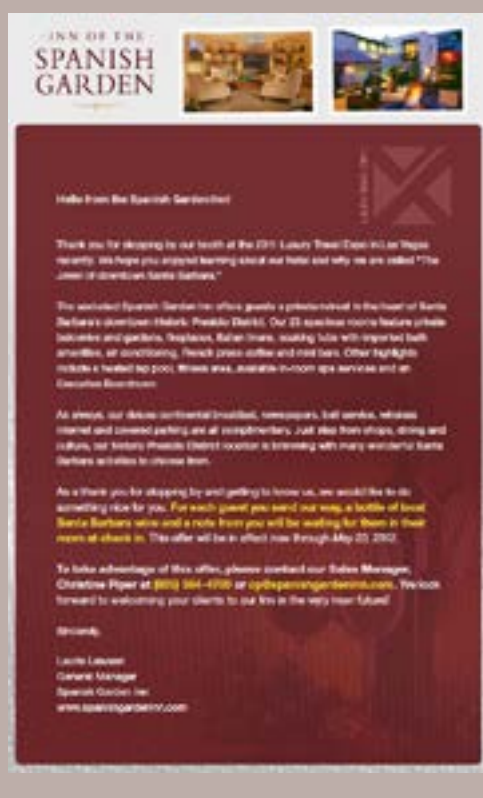 INN OF THE
SPANISH
GARDEN
Hello from the Spanish Garden Inn!
Thank you for stopping by our booth at the 2011 Luxury Travel Expo in Las Vegas
recently. We hope you enjoyed learning about our hotel and why we are called "The
Jewel of downtown Santa Barbara."
The secluded Spanish Garden Inn offers guests a private retreat in the heart of Santa
Barbara's downtown Historic Presidio District. Our 23 spacious rooms feature private
balconies and gardens, fireplaces, Italian linens, soaking tubs with imported bath
amenities, air conditioning, French press coffee and mini bars. Other highlights
include a heated lap pool, fitness area, available in-room spa services and an
Executive Boardroom.
As always, our deluxe continental breakfast, newspapers, bell service, wireless
internet and covered parking are all complimentary. Just steps from shops, dining and
culture, our historic Presidio District location is brimming with many wonderful Santa
Barbara activities to choose from.
As a thank you for stopping by and getting to know us, we would like to do
something nice for you. For each guest you send our way, a bottle of local
Santa Barbara wine and a note from you will be waiting for them in their
room at check in. This offer will be in effect now through May
To take advantage of this offer, please contact our Sales Manager,
Christine Piper at (805) or We look
forward to welcoming your clients to our Inn in the very near future!
Sincerely,
General Manager
Spanish Garden Inn
www.spanishgardeninn.com